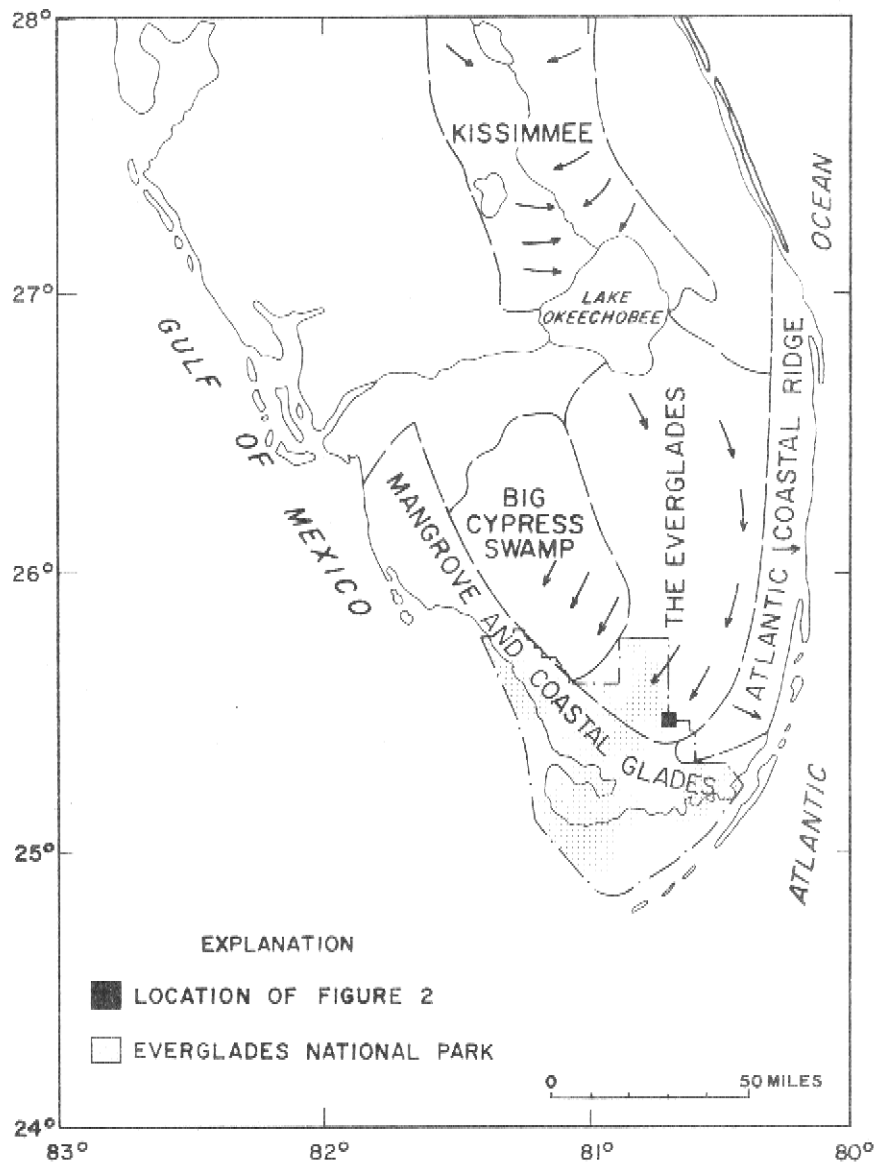 28°
KISSIMMEE
OCEAN
27°
LAKE
OKEECHOBEE
GULF
OF
MEXICO
THE EVERGLADES
ATLANTIC COASTAL RIDGE
BIG
CYPRESS
SWAMP
MANGROVE AND COASTAL GLADES
26°
ATLANTIC
25°
EXPLANATION
LOCATION OF FIGURE 2
EVERGLADES NATIONAL PARK
0 50 MILES
24°
83° 82° 81° 80°